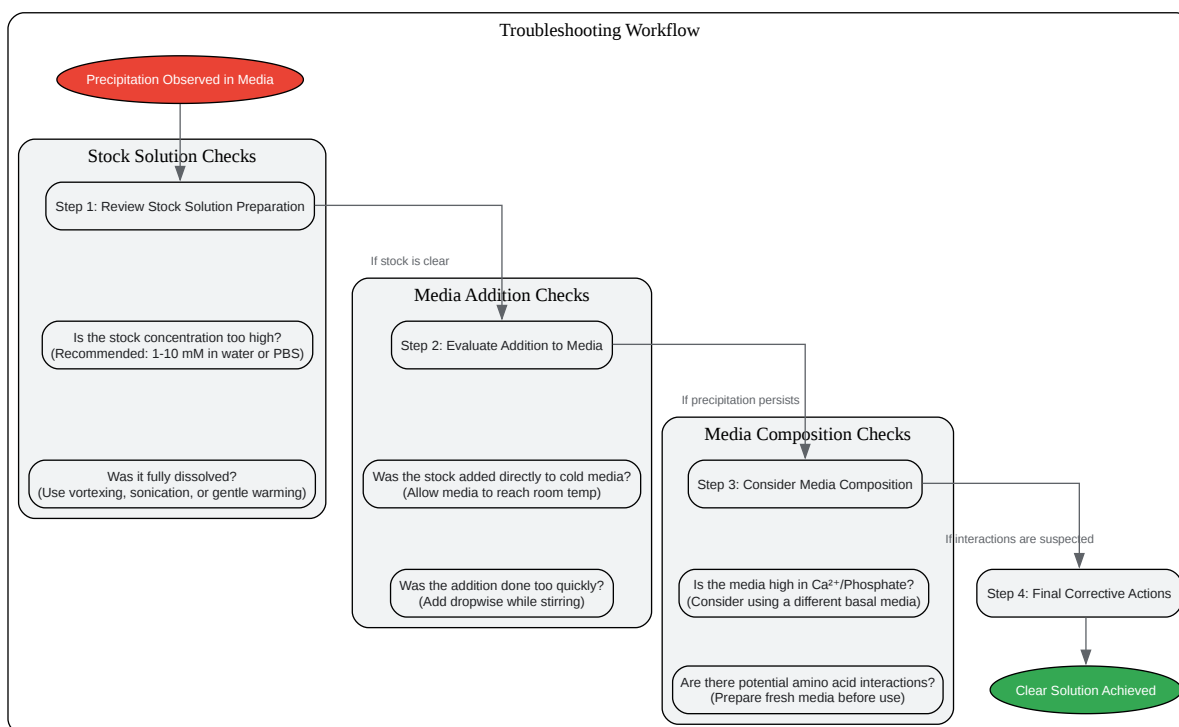 Troubleshooting Workflow
Precipitation Observed in Media
Stock Solution Checks
Step 1: Review Stock Solution Preparation
If stock is clear
Is the stock concentration too high?
(Recommended: 1-10 mM in water or PBS)
Was it fully dissolved?
(Use vortexing, sonication, or gentle warming)
Media Addition Checks
Step 2: Evaluate Addition to Media
If precipitation persists
Was the stock added directly to cold media?
(Allow media to reach room temp)
Was the addition done too quickly?
(Add dropwise while stirring)
Media Composition Checks
Step 3: Consider Media Composition
If interactions are suspected
Is the media high in Ca²⁺/Phosphate?
(Consider using a different basal media)
Are there potential amino acid interactions?
(Prepare fresh media before use)
Step 4: Final Corrective Actions
Clear Solution Achieved